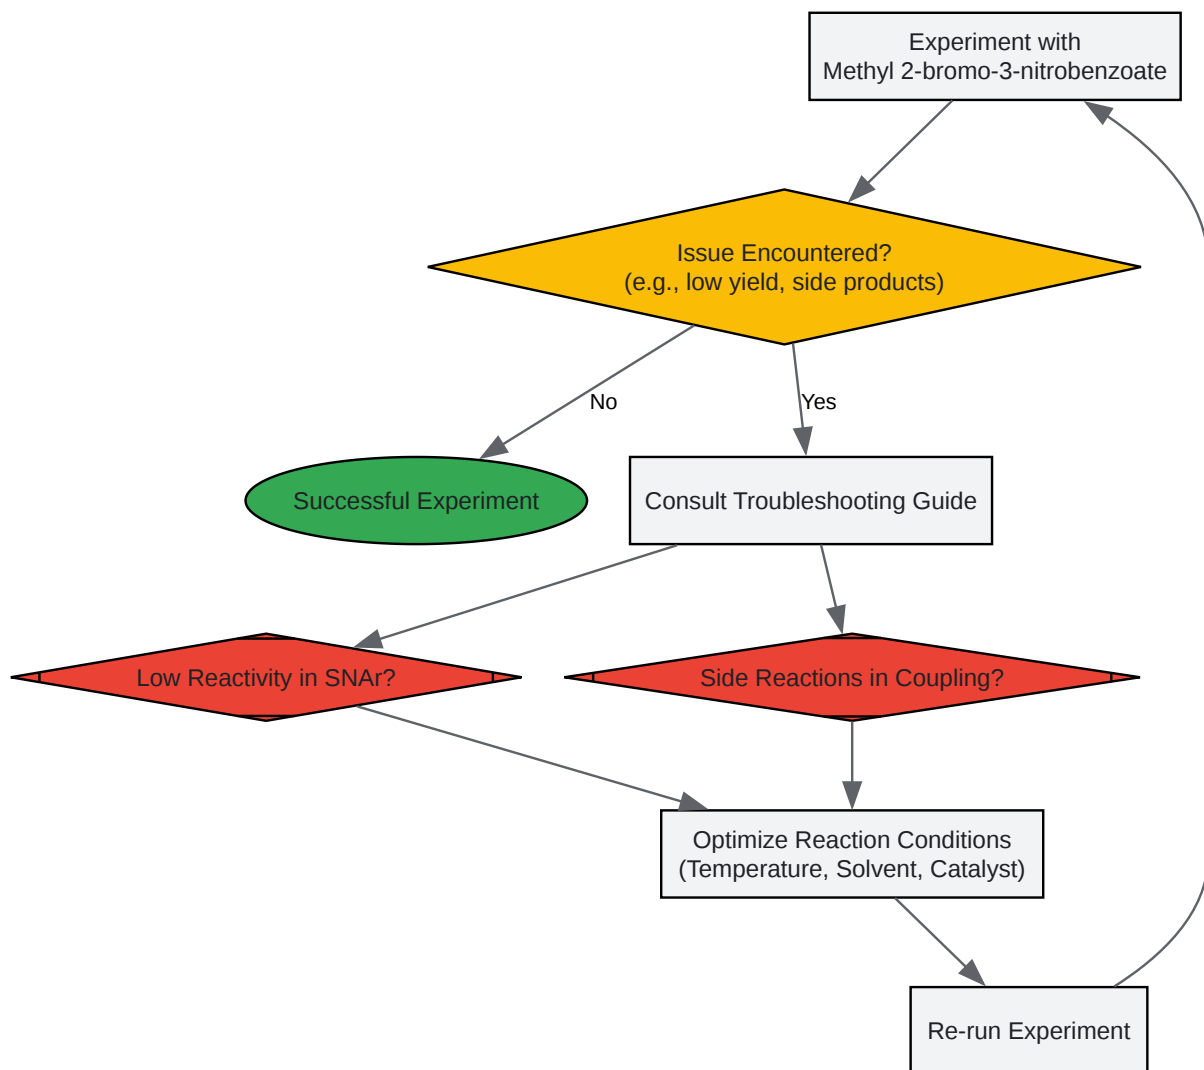 Experiment with
Methyl 2-bromo-3-nitrobenzoate
Issue Encountered?
(e.g., low yield, side products)
No
Yes
Successful Experiment
Consult Troubleshooting Guide
Low Reactivity in SNAr?
Side Reactions in Coupling?
Optimize Reaction Conditions
(Temperature, Solvent, Catalyst)
Re-run Experiment